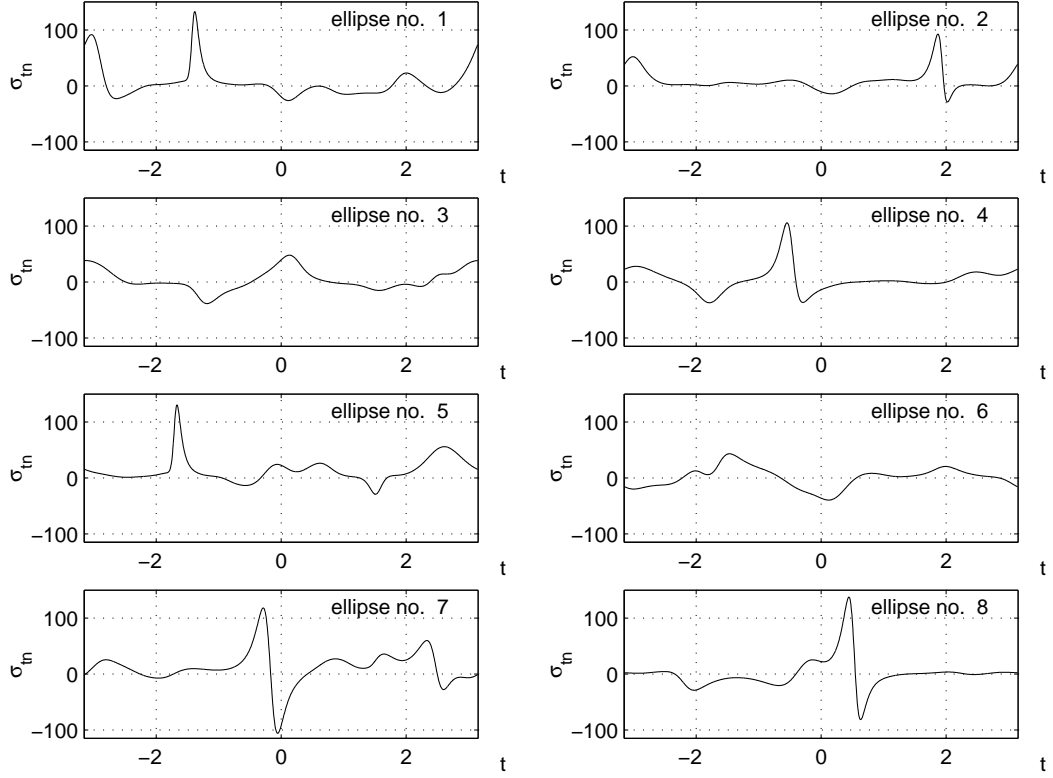 ellipse no. 1
100
0
−100
σtn
−2 0 2 t
ellipse no. 2
100
0
−100
σtn
−2 0 2 t
ellipse no. 3
100
0
−100
σtn
−2 0 2 t
ellipse no. 4
100
0
−100
σtn
−2 0 2 t
ellipse no. 5
100
0
−100
σtn
−2 0 2 t
ellipse no. 6
100
0
−100
σtn
−2 0 2 t
ellipse no. 7
100
0
−100
σtn
−2 0 2 t
ellipse no. 8
100
0
−100
σtn
−2 0 2 t